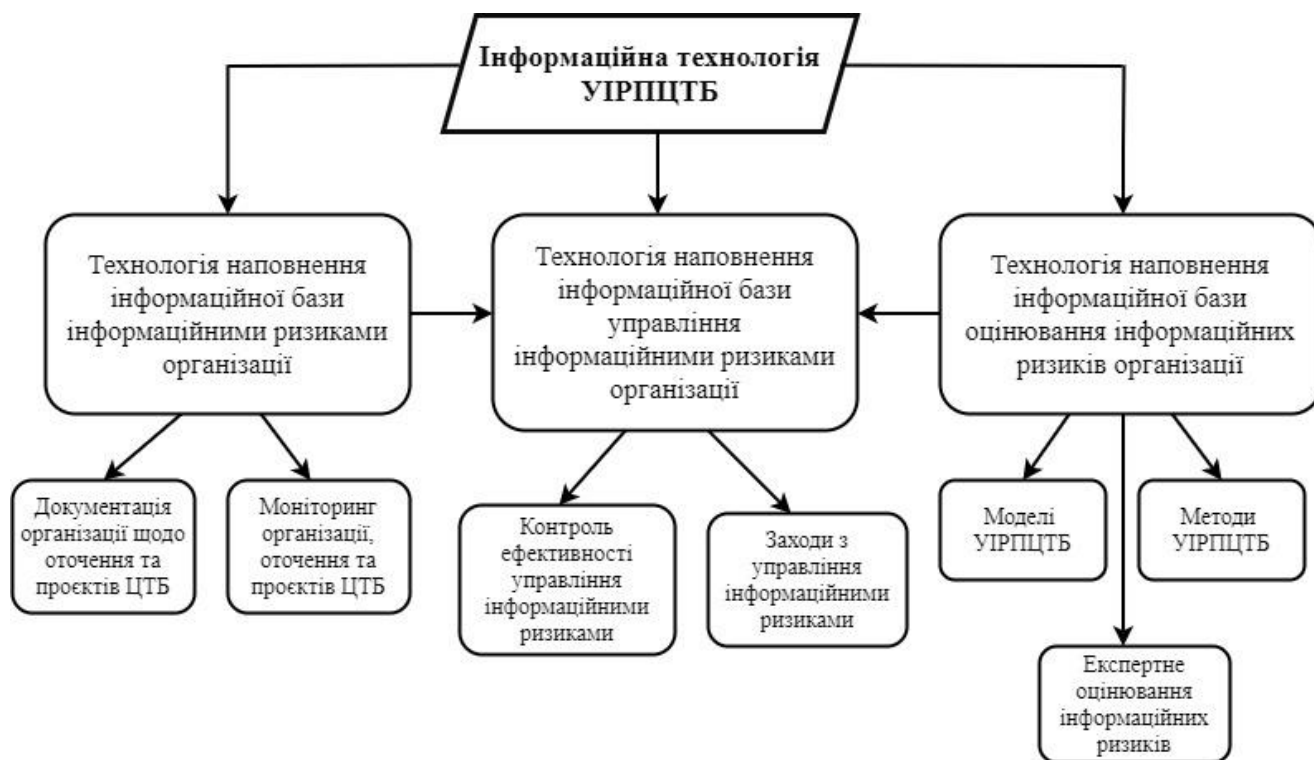 Інформаційна технологія
УІРПЦТБ
Технологія наповнення
інформаційної бази
інформаційними ризиками
організації
Технологія наповнення
інформаційної бази
управління
інформаційними ризиками
організації
Технологія наповнення
інформаційної бази
оцінювання інформаційних
ризиків організації
Документація
організації щодо
оточення та
проєктів ЦТБ
Моніторинг
організації,
оточення та
проєктів ЦТБ
Контроль
ефективності
управління
інформаційними
ризиками
Заходи з
управління
інформаційними
ризиками
Моделі
УІРПЦТБ
Методи
УІРПЦТБ
Експертне
оцінювання
інформаційних
ризиків